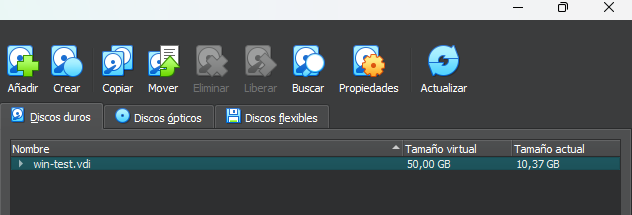 Añadir Crear Copiar Mover Eliminar Liberar Buscar Propiedades Actualizar
Discos duros Discos ópticos Discos flexibles
Nombre Tamaño virtual Tamaño actual
win-test.vdi 50,00 GB 10,37 GB